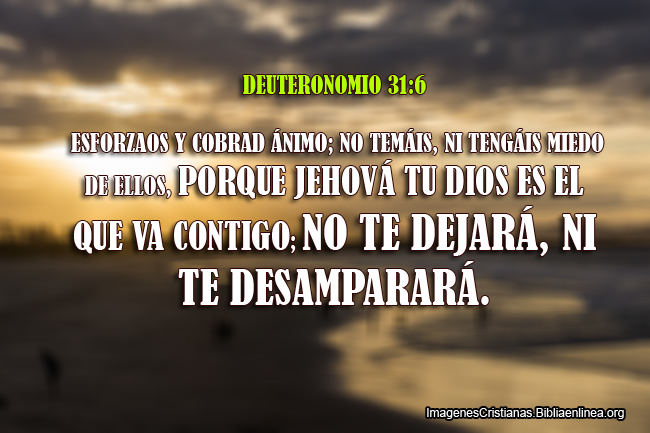 DEUTERONOMIO 31:6
ESFORZAOS Y COBRAD ÁNIMO; NO TEMÁIS, NI TENGÁIS MIEDO
DE ELLOS, PORQUE JEHOVÁ TU DIOS ES EL
QUE VA CONTIGO; NO TE DEJARÁ, NI
TE DESAMPARARÁ.
ImagenesCristianas.Bibliaenlinea.org